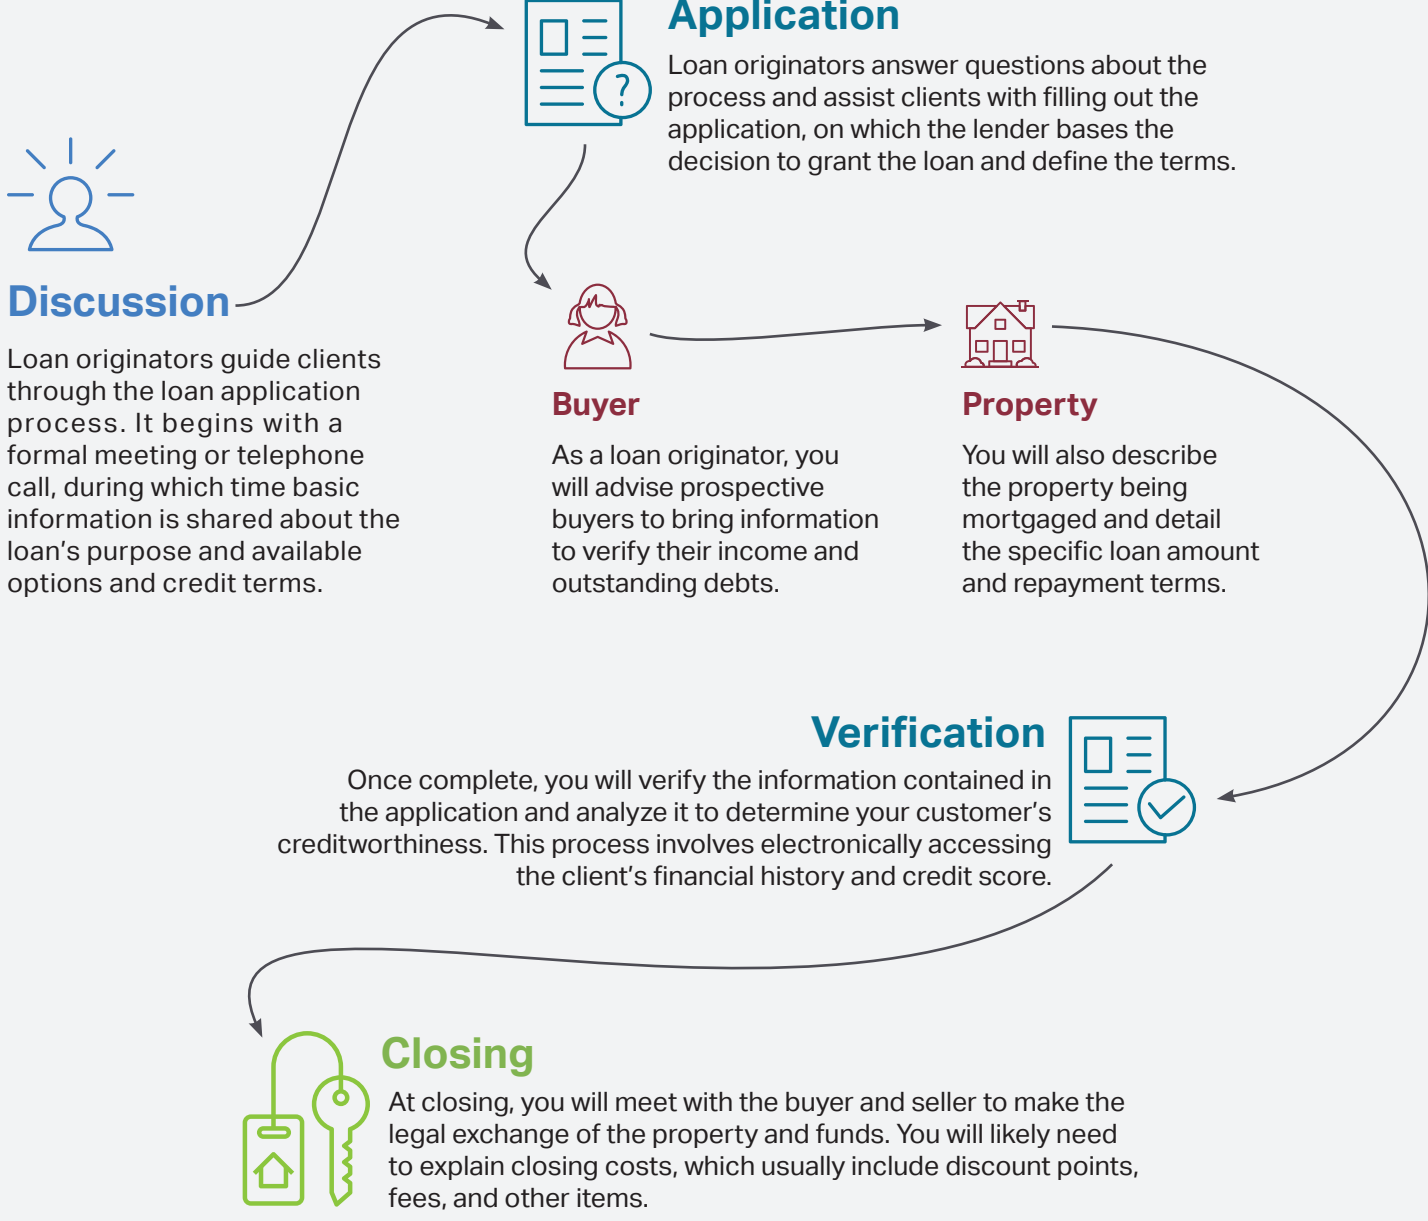 Application
Loan originators answer questions about the
process and assist clients with filling out the
application, on which the lender bases the
decision to grant the loan and define the terms.
?
Discussion
Loan originators guide clients
through the loan application
process. It begins with a
formal meeting or telephone
call, during which time basic
information is shared about the
loan's purpose and available
options and credit terms.
Buyer
As a loan originator, you
will advise prospective
buyers to bring information
to verify their income and
outstanding debts.
Property
You will also describe
the property being
mortgaged and detail
the specific loan amount
and repayment terms.
Verification
Once complete, you will verify the information contained in
the application and analyze it to determine your customer's
creditworthiness. This process involves electronically accessing
the client's financial history and credit score.
Closing
At closing, you will meet with the buyer and seller to make the
legal exchange of the property and funds. You will likely need
to explain closing costs, which usually include discount points,
fees, and other items.